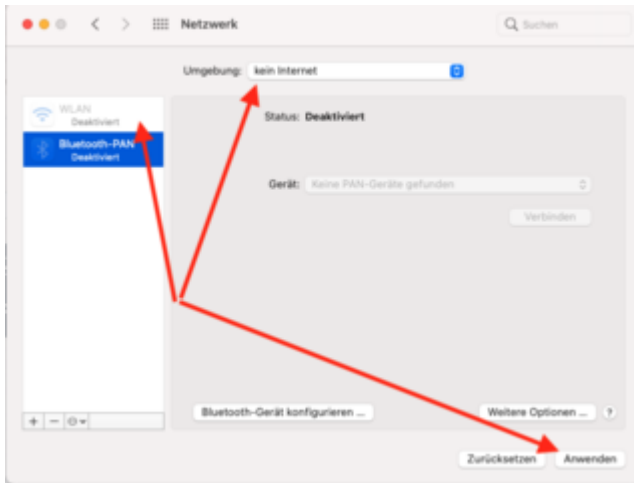 Netzwerk
Suchen
Umgebung: kein Internet
WLAN
Deaktiviert
Bluetooth-PAN
Deaktiviert
Status: Deaktiviert
Gerät: Keine PAN-Geräte gefunden
Verbinden
Bluetooth-Gerät konfigurieren ...
Weitere Optionen ... ?
Zurücksetzen Anwenden